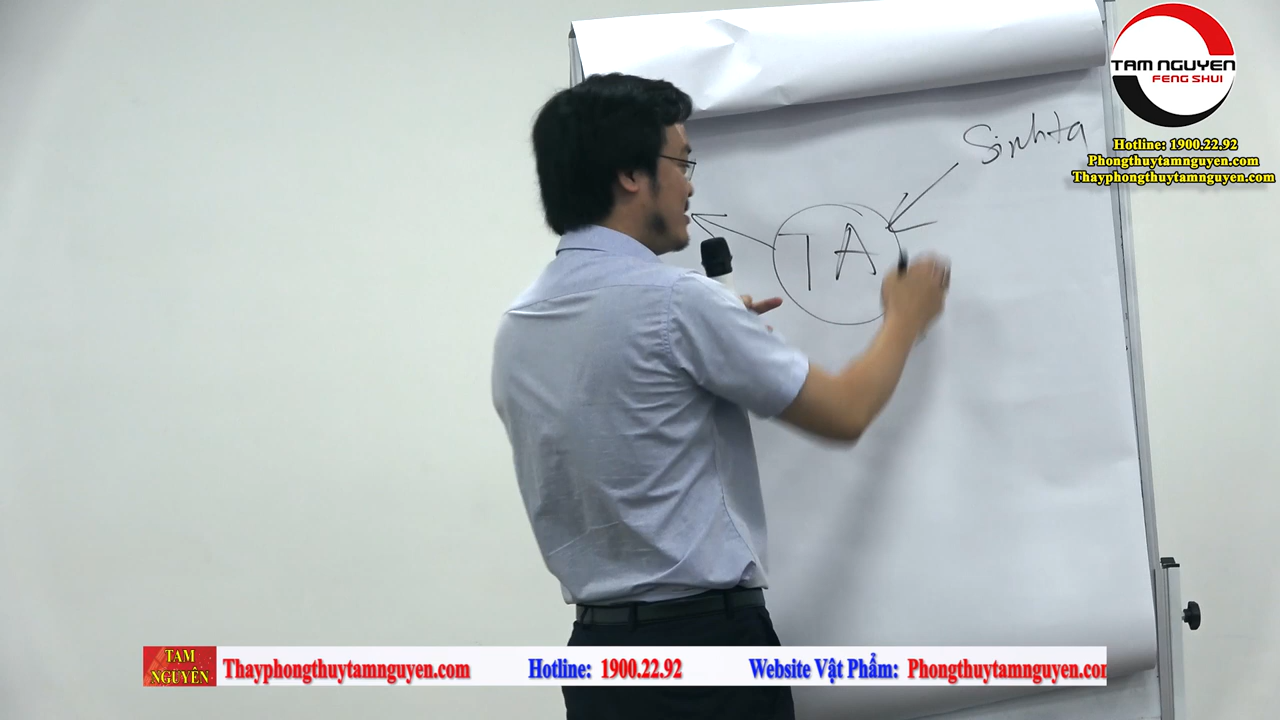 TAM NGUYEN
FENG SHUI
Hotline: 1900.22.92
Phongthuytamnguyen.com
Thayphongthuytamnguyen.com
Sinh ta
TA
TAM
NGUYÊN
Thayphongthuytamnguyen.com Hotline: 1900.22.92 Website Vật Phẩm: Phongthuytamnguyen.com